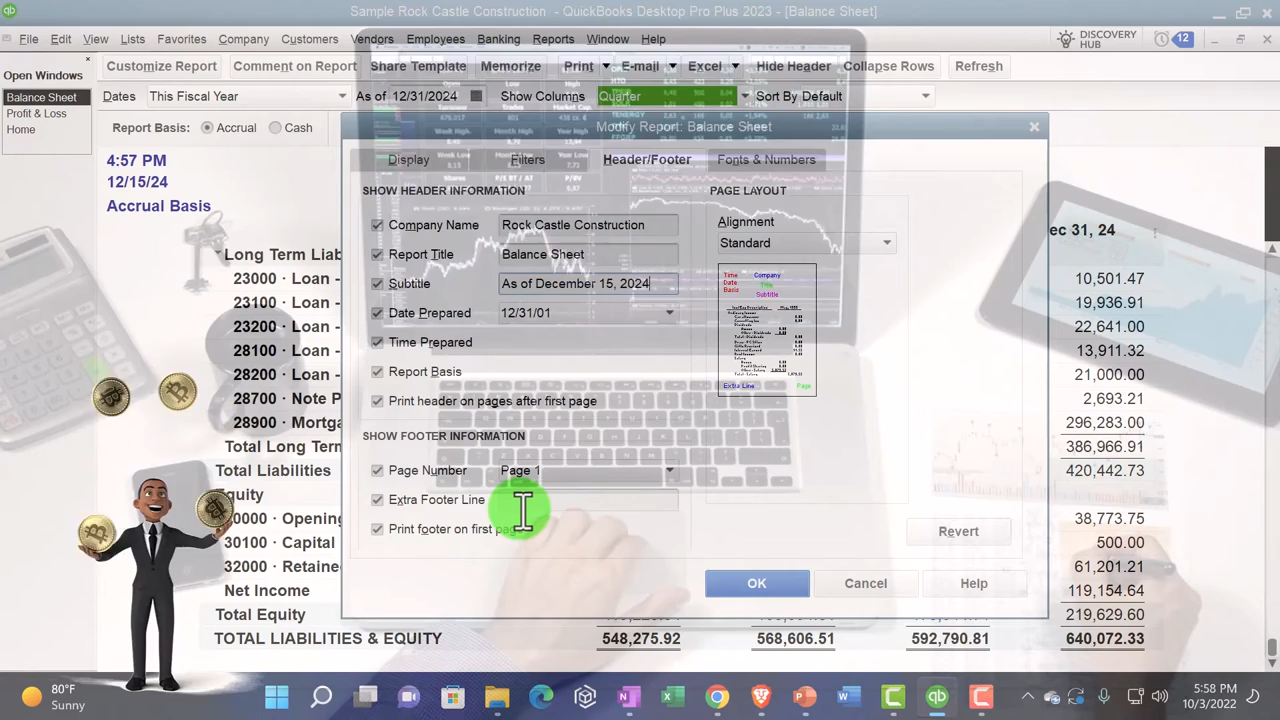 Sample Rock Castle Construction - QuickBooks Desktop Pro Plus 2023 - [Balance Sheet]
File Edit View Lists Favorites Company Customers Vendors Employees Banking Reports Window Help
DISCOVERY HUB
12
Open Windows
Balance Sheet
Profit & Loss
Home
Customize Report Comment on Report Share Template Memorize Print E-mail Excel Hide Header Collapse Rows Refresh
Dates This Fiscal Year As of 12/31/2024 Show Columns Quarter Sort By Default
Report Basis: Accrual Cash
4:57 PM
12/15/24
Accrual Basis
Modify Report: Balance Sheet
Display Filters Header/Footer Fonts & Numbers
SHOW HEADER INFORMATION
Company Name Rock Castle Construction
Report Title Balance Sheet
Subtitle As of December 15, 2024
Date Prepared 12/31/01
Time Prepared
Report Basis
Print header on pages after first page
SHOW FOOTER INFORMATION
Page Number Page 1
Extra Footer Line
Print footer on first page
PAGE LAYOUT
Alignment
Standard
Time Company
Date Title
Basis Subtitle
Extra Line Page
Revert
OK Cancel Help
ec 31, 24
Long Term Liab
23000 · Loan - 10,501.47
23100 · Loan - 19,936.91
23200 · Loan - 22,641.00
28100 · Loan - 13,911.32
28200 · Loan - 21,000.00
28700 · Note P 2,693.21
28900 · Mortga 296,283.00
Total Long Term 386,966.91
Total Liabilities 420,442.73
Equity
30000 · Opening 38,773.75
30100 · Capital 500.00
32000 · Retaine 61,201.21
Net Income 119,154.64
Total Equity 219,629.60
TOTAL LIABILITIES & EQUITY 548,275.92 568,606.51 592,790.81 640,072.33
80°F
Sunny
5:58 PM
10/3/2022